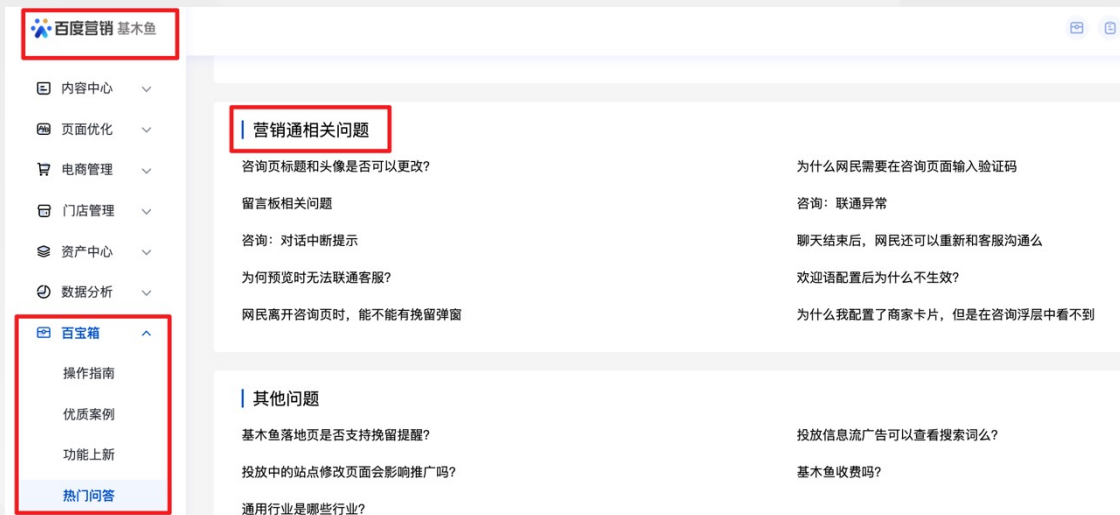 百度营销 基木鱼
内容中心
页面优化
电商管理
门店管理
资产中心
数据分析
百宝箱
操作指南
优质案例
功能上新
热门问答
营销通相关问题
咨询页标题和头像是否可以更改?
为什么网民需要在咨询页面输入验证码
留言板相关问题
咨询：联通异常
咨询：对话中断提示
聊天结束后，网民还可以重新和客服沟通么
为何预览时无法联通客服?
欢迎语配置后为什么不生效?
网民离开咨询页时，能不能有挽留弹窗
为什么我配置了商家卡片，但是在咨询浮层中看不到
其他问题
基木鱼落地页是否支持挽留提醒?
投放信息流广告可以查看搜索词么?
投放中的站点修改页面会影响推广吗?
基木鱼收费吗?
通用行业是哪些行业?